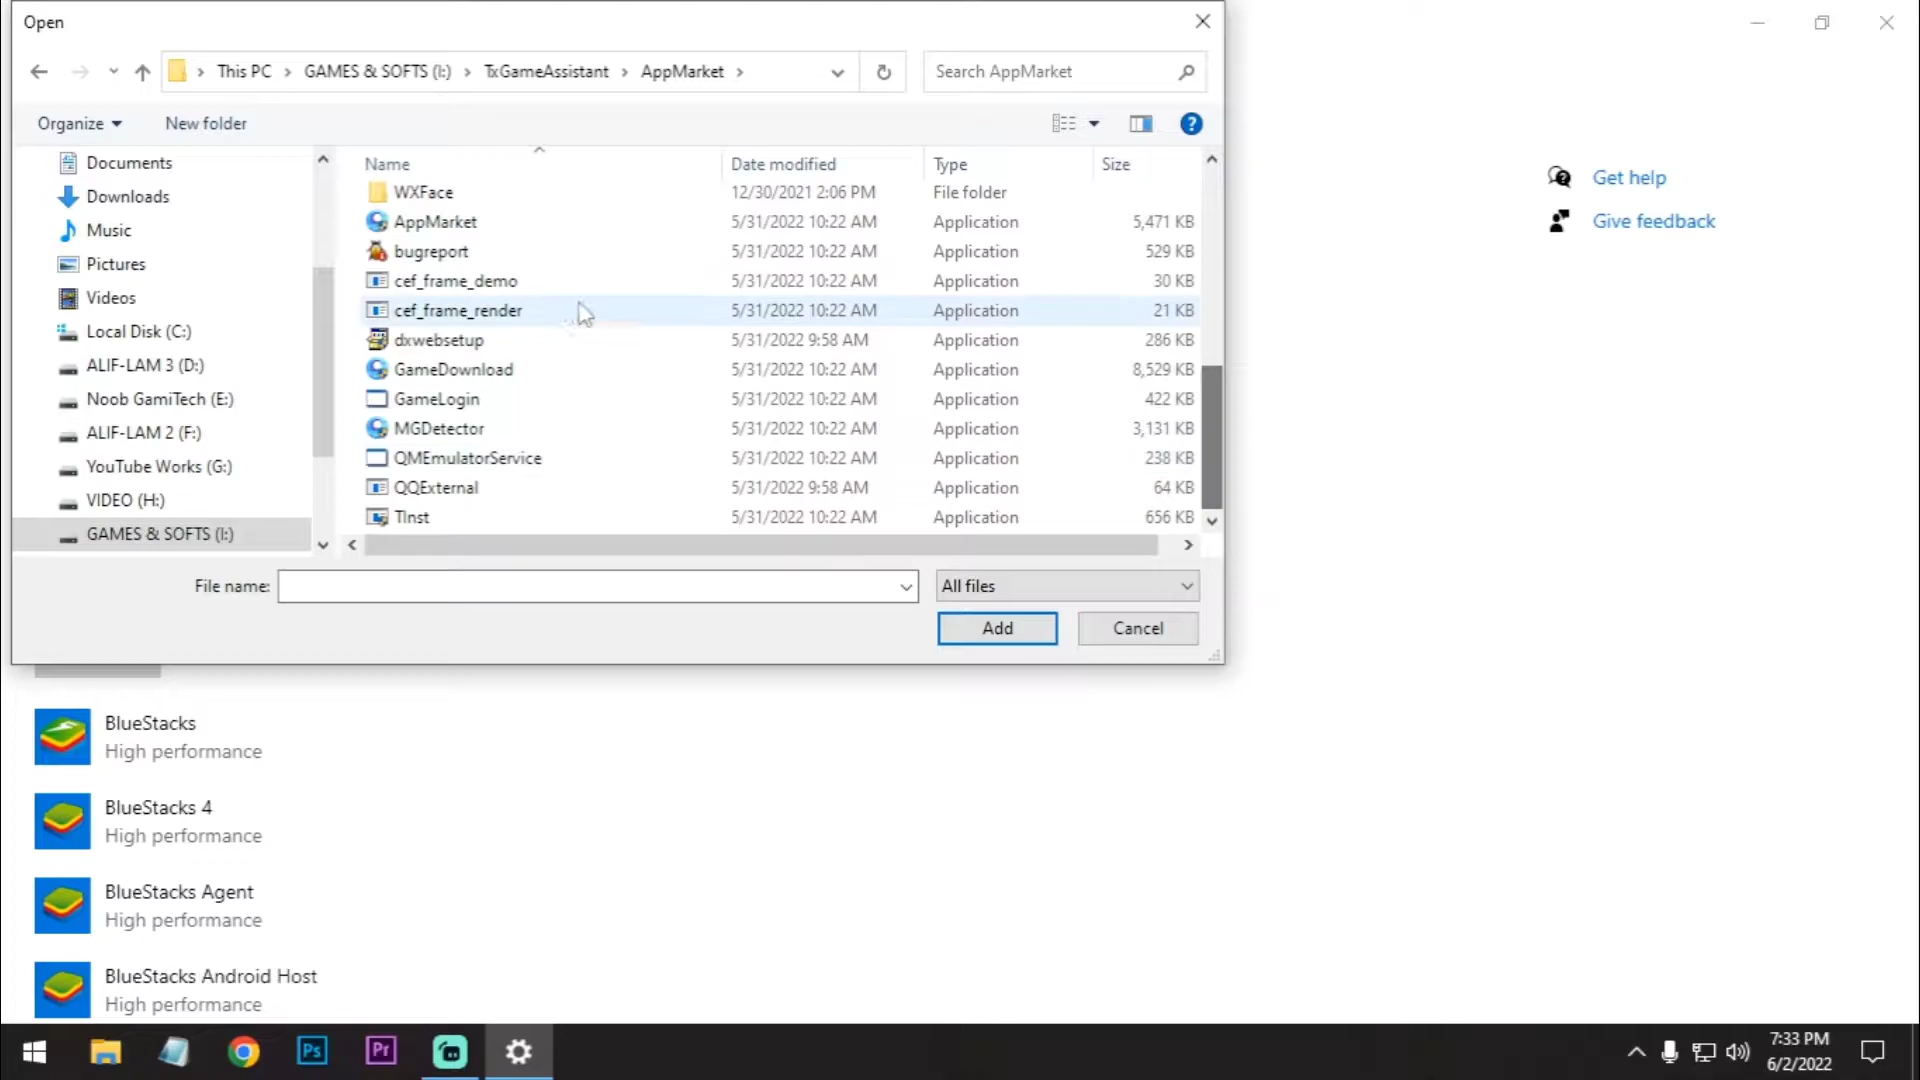 Open
This PC > GAMES & SOFTS (I:) > TxGameAssistant > AppMarket >
Search AppMarket
Organize
New folder
?
Documents
Downloads
Music
Pictures
Videos
Local Disk (C:)
ALIF-LAM 3 (D:)
Noob GamiTech (E:)
ALIF-LAM 2 (F:)
YouTube Works (G:)
VIDEO (H:)
GAMES & SOFTS (I:)
Name Date modified Type Size
WXFace 12/30/2021 2:06 PM File folder
AppMarket 5/31/2022 10:22 AM Application 5,471 KB
bugreport 5/31/2022 10:22 AM Application 529 KB
cef_frame_demo 5/31/2022 10:22 AM Application 30 KB
cef_frame_render 5/31/2022 10:22 AM Application 21 KB
dxwebsetup 5/31/2022 9:58 AM Application 286 KB
GameDownload 5/31/2022 10:22 AM Application 8,529 KB
GameLogin 5/31/2022 10:22 AM Application 422 KB
MGDetector 5/31/2022 10:22 AM Application 3,131 KB
QMEmulatorService 5/31/2022 10:22 AM Application 238 KB
QQExternal 5/31/2022 9:58 AM Application 64 KB
TInst 5/31/2022 10:22 AM Application 656 KB
File name:
All files
Add
Cancel
Get help
Give feedback
BlueStacks
High performance
BlueStacks 4
High performance
BlueStacks Agent
High performance
BlueStacks Android Host
High performance
Ps
Pr
7:33 PM
6/2/2022